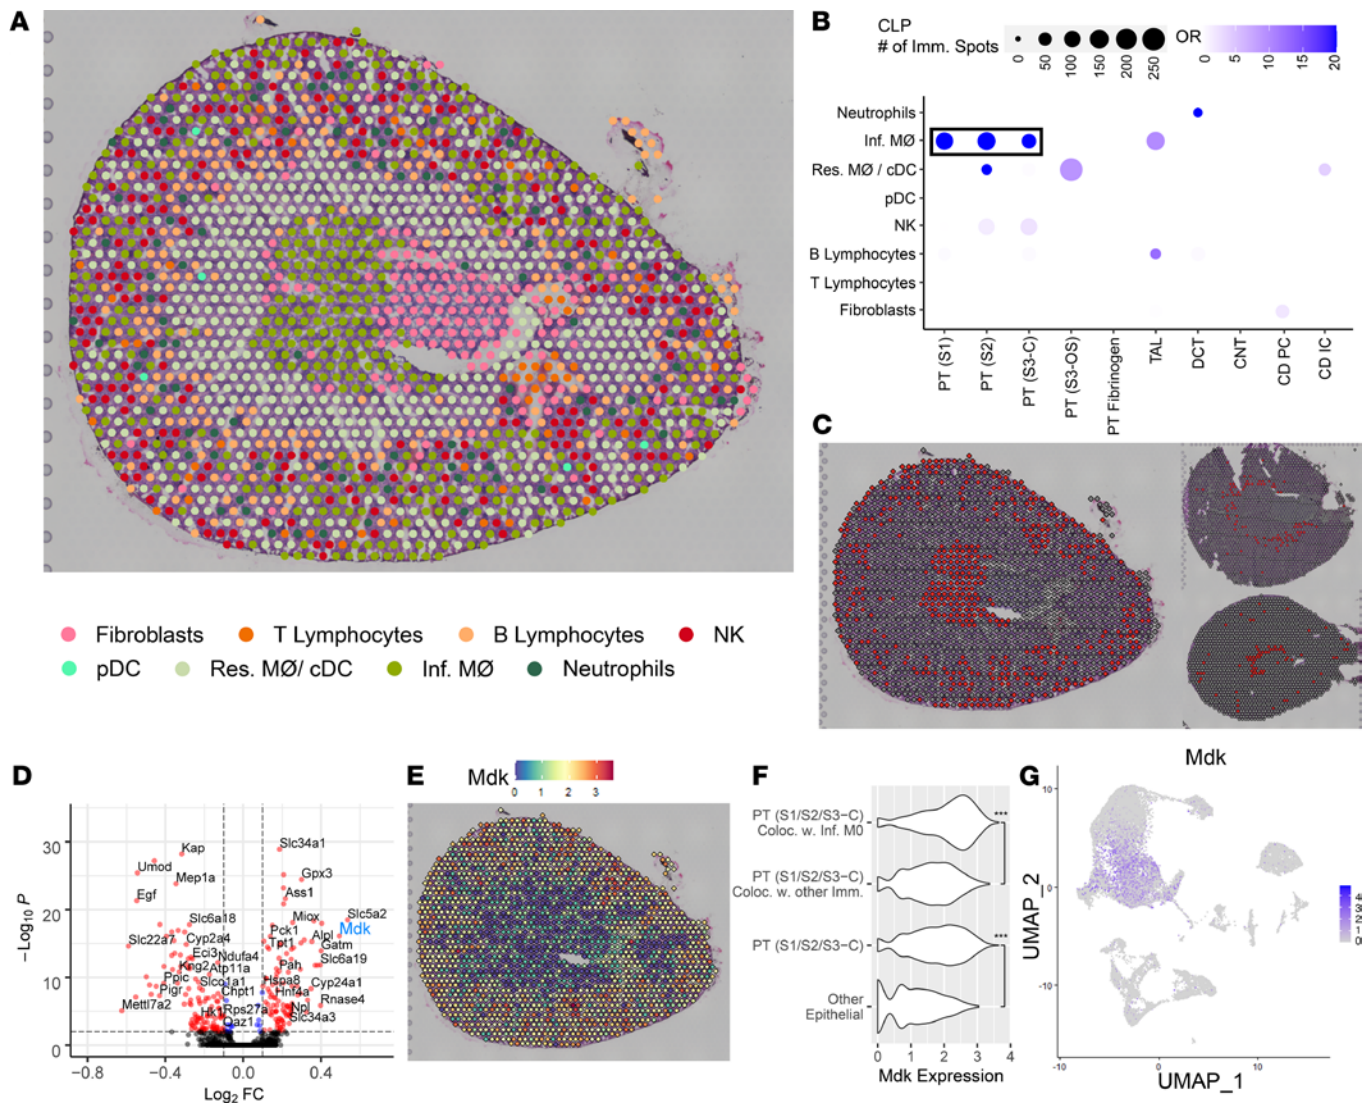 A
Fibroblasts
T Lymphocytes
B Lymphocytes
NK
pDC
Res. MØ/ cDC
Inf. MØ
Neutrophils
B
CLP
# of Imm. Spots
0
50
100
150
200
250
OR
0
5
10
15
20
Neutrophils
Inf. MØ
Res. MØ / cDC
pDC
NK
B Lymphocytes
T Lymphocytes
Fibroblasts
PT (S1)
PT (S2)
PT (S3-C)
PT (S3-OS)
PT Fibrinogen
TAL
DCT
CNT
CD PC
CD IC
C
D
-Log10 P
30
20
10
0
Kap
Umod
Mep1a
Egf
Slc6a18
Slc22a7
Cyp2a4
Eci3
Ndufa4
Kng2
Atp11a
Ppic
Slco1a1
Pigr
Chpt1
Mettl7a2
Hk1
Rps27a
Oaz1
Slc34a1
Gpx3
Ass1
Miox
Slc5a2
Mdk
Pck1
Alpl
Tpt1
Gatm
Slc6a19
Pah
Hspa8
Cyp24a1
Hnf4a
Rnase4
Npl
Slc34a3
−0.8
−0.4
0.0
0.4
Log2 FC
E
Mdk
0
1
2
3
F
PT (S1/S2/S3−C)
Coloc. w. Inf. M0
PT (S1/S2/S3−C)
Coloc. w. other Imm.
PT (S1/S2/S3−C)
Other
Epithelial
***
***
0
1
2
3
4
Mdk Expression
G
Mdk
UMAP_2
10
0
-10
-10
0
10
UMAP_1
4
3
2
1
0